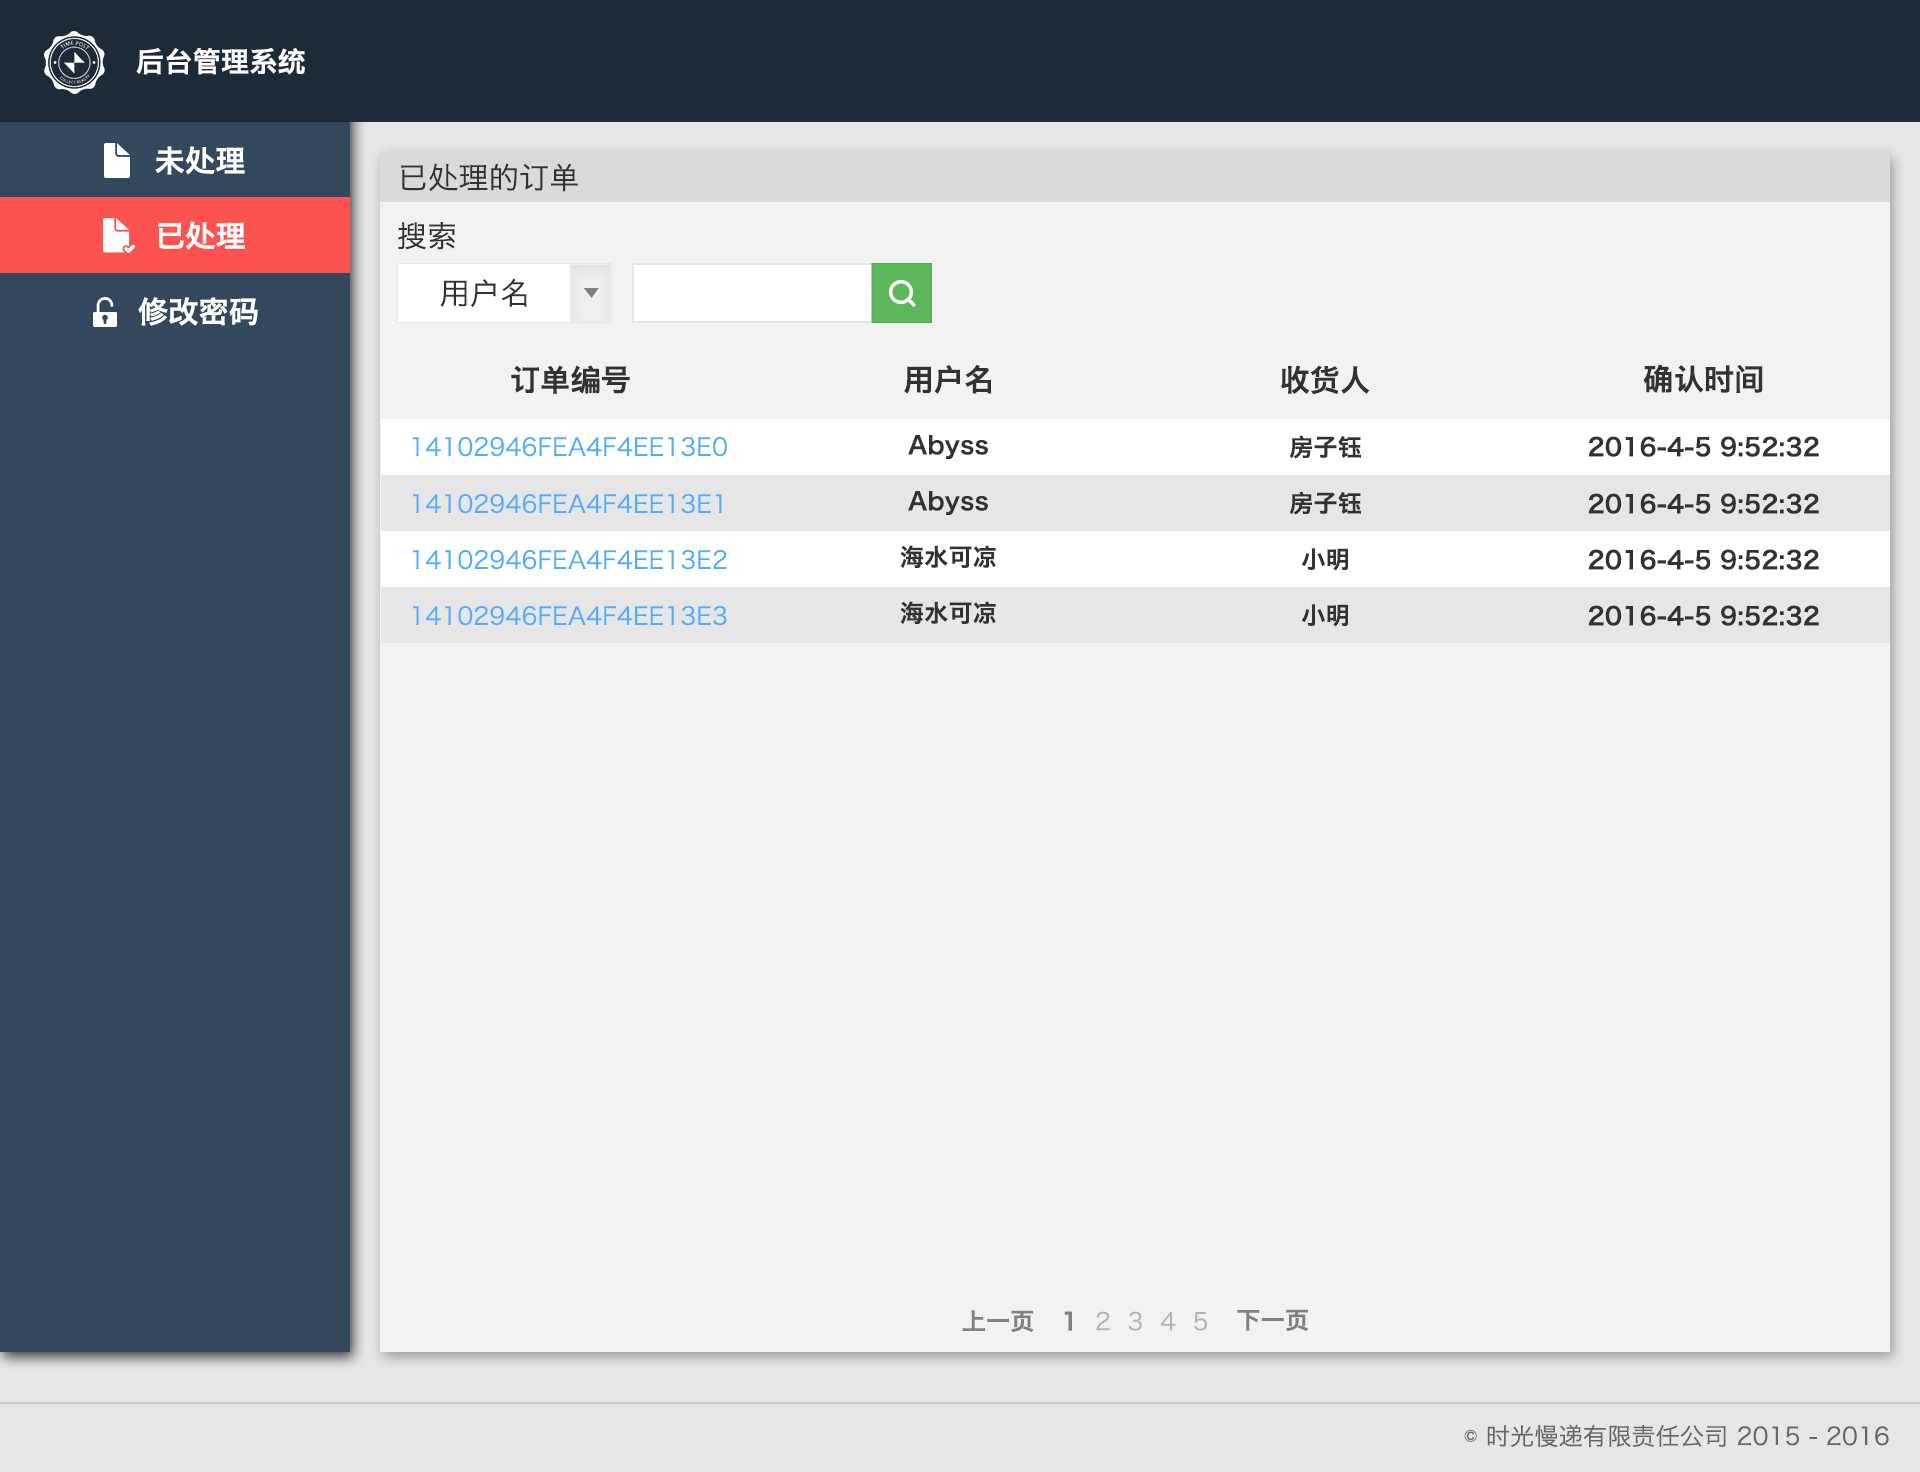 TIME POST
后台管理系统
未处理
已处理
修改密码
已处理的订单
搜索
用户名
订单编号 用户名 收货人 确认时间
14102946FEA4F4EE13E0 Abyss 房子钰 2016-4-5 9:52:32
14102946FEA4F4EE13E1 Abyss 房子钰 2016-4-5 9:52:32
14102946FEA4F4EE13E2 海水可凉 小明 2016-4-5 9:52:32
14102946FEA4F4EE13E3 海水可凉 小明 2016-4-5 9:52:32
上一页 1 2 3 4 5 下一页
© 时光慢递有限责任公司 2015 - 2016